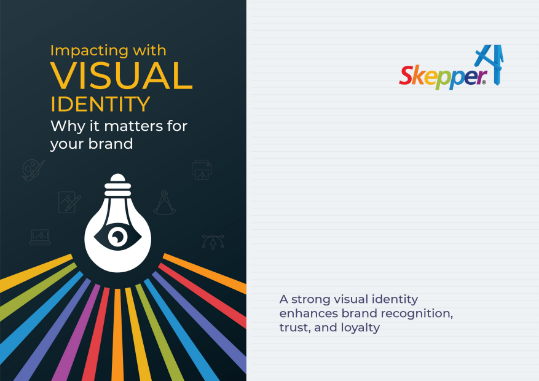 Impacting with
VISUAL
IDENTITY
Why it matters for
your brand
Skepper
A strong visual identity
enhances brand recognition,
trust, and loyalty